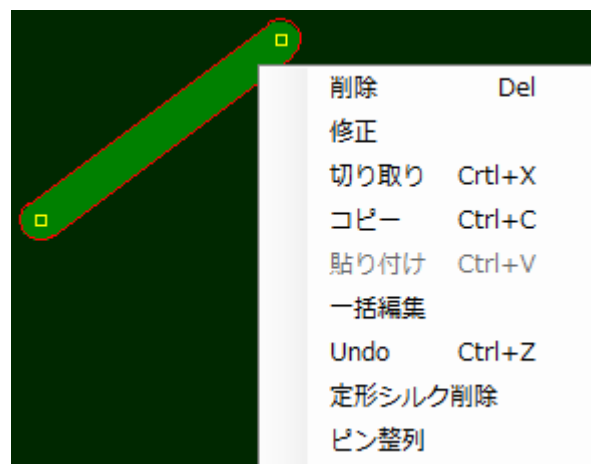 削除 Del
修正
切り取り Crtl+X
コピー Ctrl+C
貼り付け Ctrl+V
一括編集
Undo Ctrl+Z
定形シルク削除
ピン整列